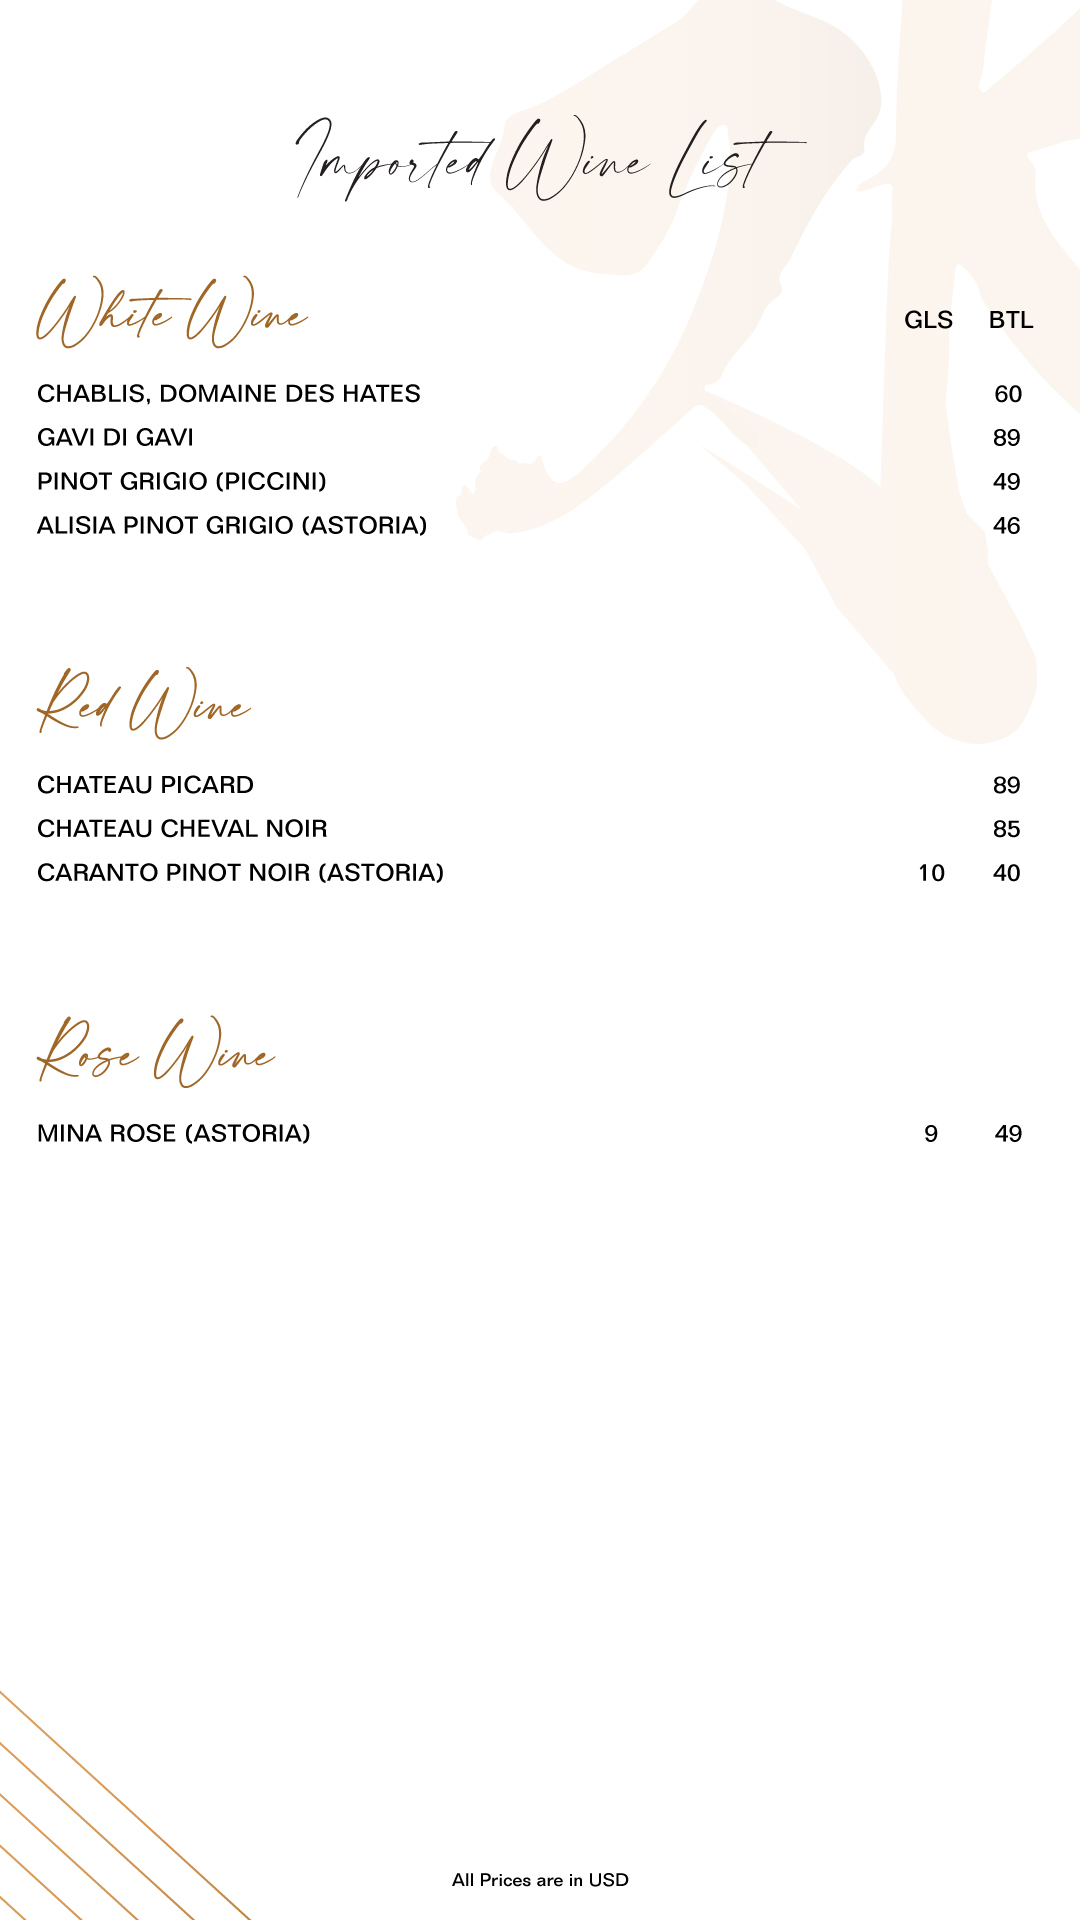 Imported Wine List
White Wine GLS BTL
CHABLIS, DOMAINE DES HATES 60
GAVI DI GAVI 89
PINOT GRIGIO (PICCINI) 49
ALISIA PINOT GRIGIO (ASTORIA) 46
Red Wine
CHATEAU PICARD 89
CHATEAU CHEVAL NOIR 85
CARANTO PINOT NOIR (ASTORIA) 10 40
Rose Wine
MINA ROSE (ASTORIA) 9 49
All Prices are in USD